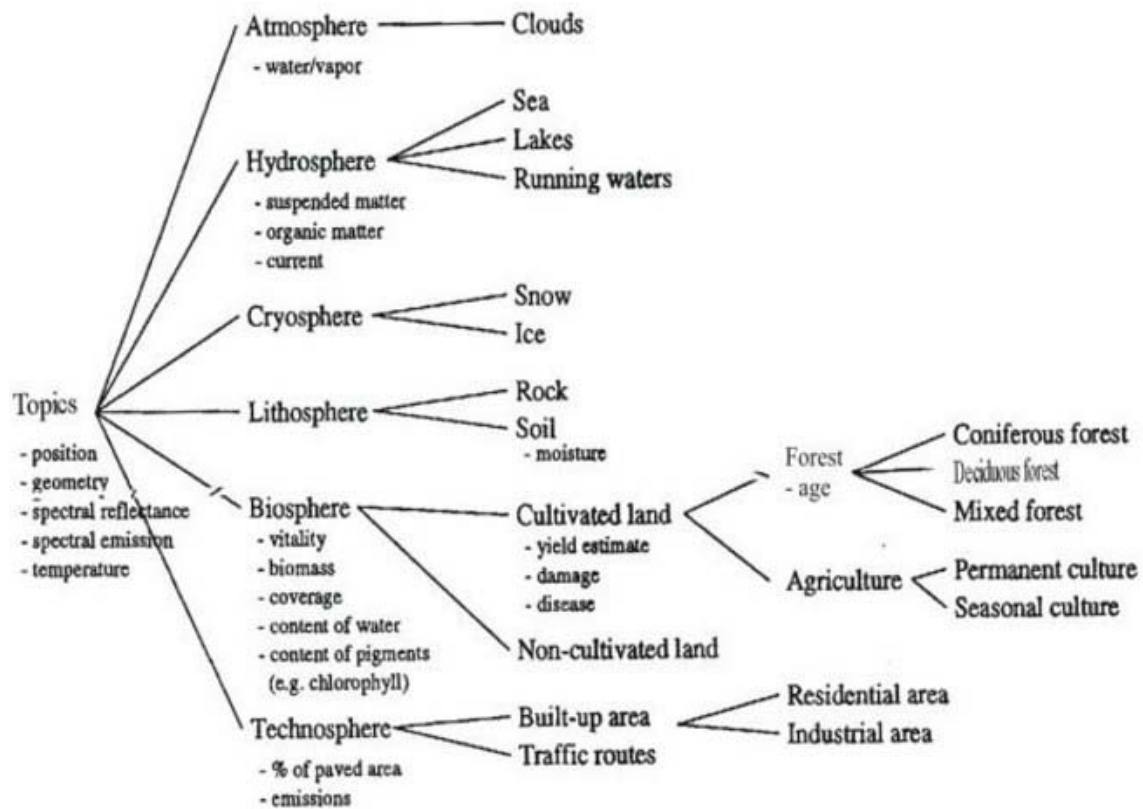 Atmosphere
- water/vapor
Clouds
Hydrosphere
- suspended matter
- organic matter
- current
Sea
Lakes
Running waters
Cryosphere
Snow
Ice
Topics
- position
- geometry
- spectral reflectance
- spectral emission
- temperature
Lithosphere
Rock
Soil
- moisture
Biosphere
- vitality
- biomass
- coverage
- content of water
- content of pigments
(e.g. chlorophyll)
Cultivated land
- yield estimate
- damage
- disease
Forest
- age
Coniferous forest
Deciduous forest
Mixed forest
Agriculture
Permanent culture
Seasonal culture
Non-cultivated land
Technosphere
- % of paved area
- emissions
Built-up area
Traffic routes
Residential area
Industrial area